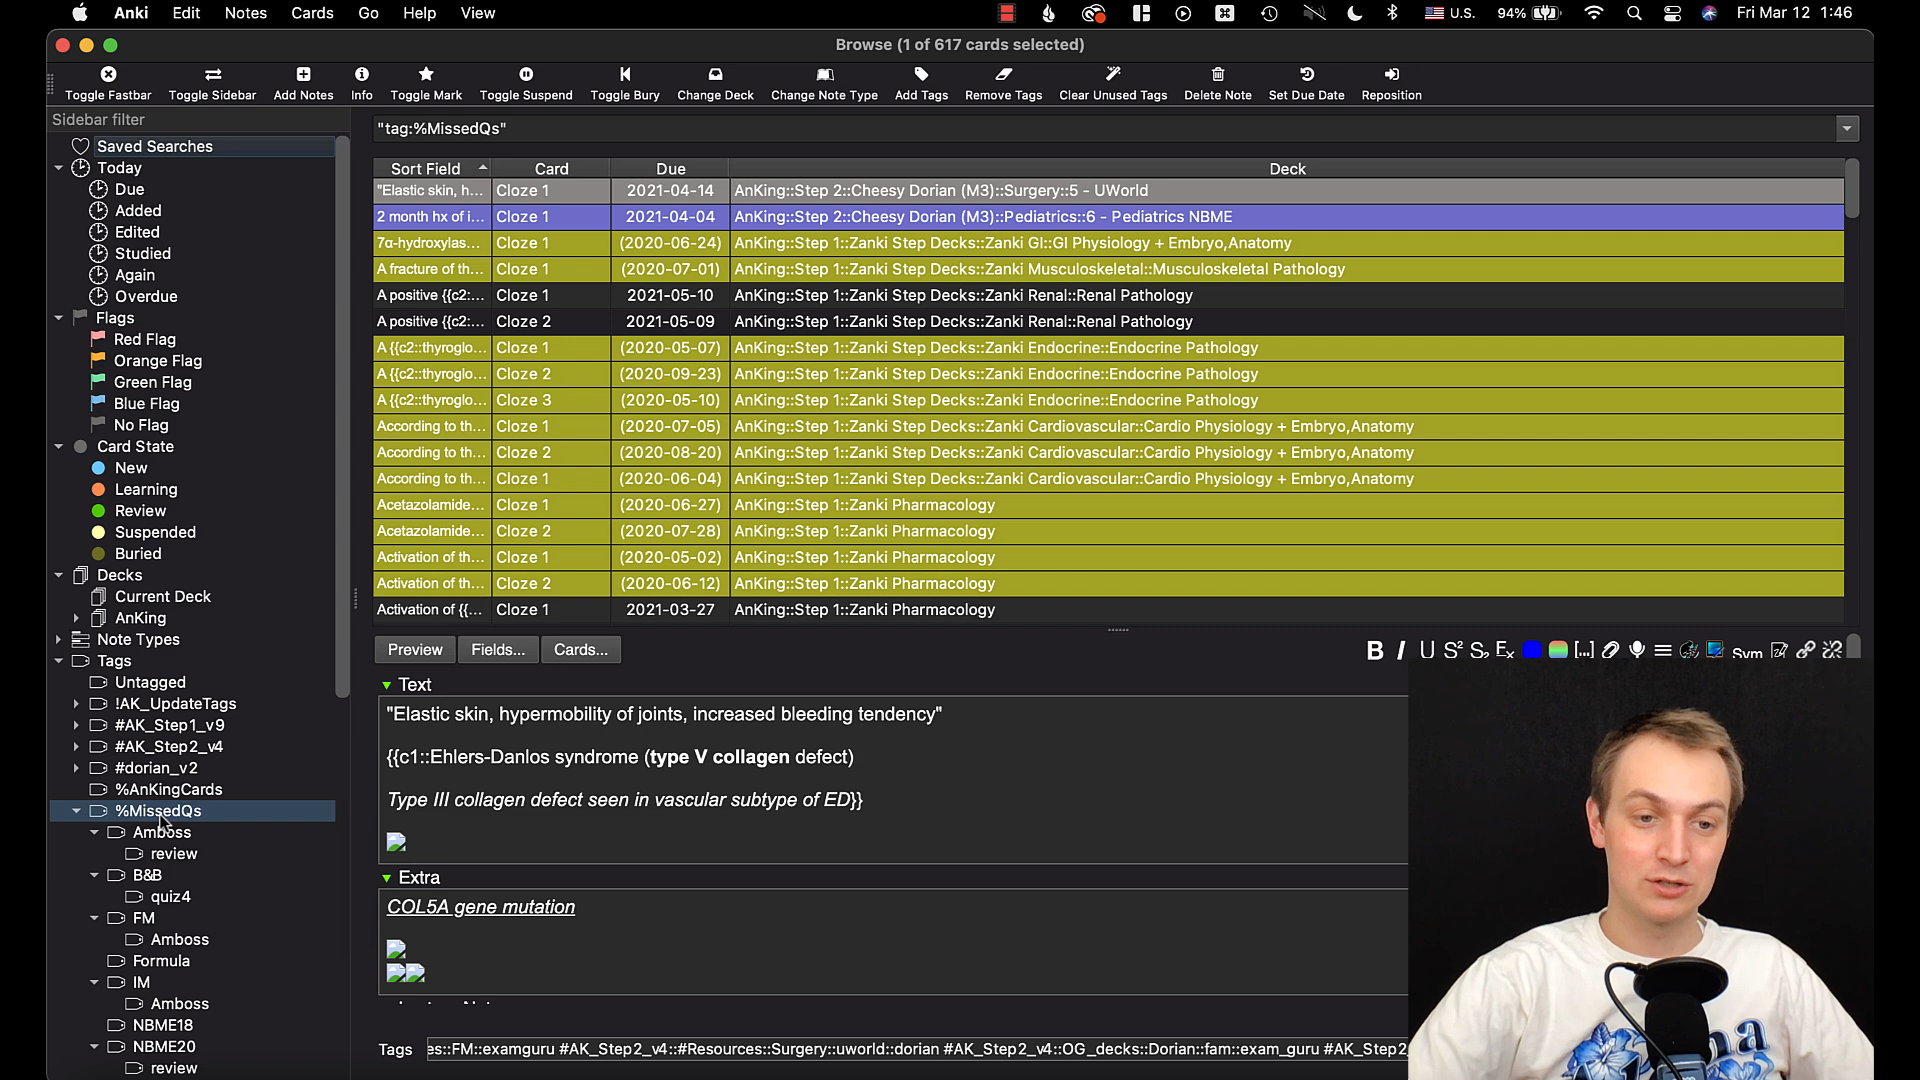 Anki Edit Notes Cards Go Help View U.S. 94% Fri Mar 12 1:46
Browse (1 of 617 cards selected)
Toggle Fastbar Toggle Sidebar Add Notes Info Toggle Mark Toggle Suspend Toggle Bury Change Deck Change Note Type Add Tags Remove Tags Clear Unused Tags Delete Note Set Due Date Reposition
Sidebar filter
Saved Searches
Today
Due
Added
Edited
Studied
Again
Overdue
Flags
Red Flag
Orange Flag
Green Flag
Blue Flag
No Flag
Card State
New
Learning
Review
Suspended
Buried
Decks
Current Deck
AnKing
Note Types
Tags
Untagged
!AK_UpdateTags
#AK_Step1_v9
#AK_Step2_v4
#dorian_v2
%AnKingCards
%MissedQs
Amboss
review
B&B
quiz4
FM
Amboss
Formula
IM
Amboss
NBME18
NBME20
review
"tag:%MissedQs"
Sort Field Card Due Deck
"Elastic skin, h... Cloze 1 2021-04-14 AnKing::Step 2::Cheesy Dorian (M3)::Surgery::5 - UWorld
2 month hx of i... Cloze 1 2021-04-04 AnKing::Step 2::Cheesy Dorian (M3)::Pediatrics::6 - Pediatrics NBME
7α-hydroxylas... Cloze 1 (2020-06-24) AnKing::Step 1::Zanki Step Decks::Zanki GI::GI Physiology + Embryo,Anatomy
A fracture of th... Cloze 1 (2020-07-01) AnKing::Step 1::Zanki Step Decks::Zanki Musculoskeletal::Musculoskeletal Pathology
A positive {{c2:... Cloze 1 2021-05-10 AnKing::Step 1::Zanki Step Decks::Zanki Renal::Renal Pathology
A positive {{c2:... Cloze 2 2021-05-09 AnKing::Step 1::Zanki Step Decks::Zanki Renal::Renal Pathology
A {{c2::thyroglo... Cloze 1 (2020-05-07) AnKing::Step 1::Zanki Step Decks::Zanki Endocrine::Endocrine Pathology
A {{c2::thyroglo... Cloze 2 (2020-09-23) AnKing::Step 1::Zanki Step Decks::Zanki Endocrine::Endocrine Pathology
A {{c2::thyroglo... Cloze 3 (2020-05-10) AnKing::Step 1::Zanki Step Decks::Zanki Endocrine::Endocrine Pathology
According to th... Cloze 1 (2020-07-05) AnKing::Step 1::Zanki Step Decks::Zanki Cardiovascular::Cardio Physiology + Embryo,Anatomy
According to th... Cloze 2 (2020-08-20) AnKing::Step 1::Zanki Step Decks::Zanki Cardiovascular::Cardio Physiology + Embryo,Anatomy
According to th... Cloze 1 (2020-06-04) AnKing::Step 1::Zanki Step Decks::Zanki Cardiovascular::Cardio Physiology + Embryo,Anatomy
Acetazolamide... Cloze 1 (2020-06-27) AnKing::Step 1::Zanki Pharmacology
Acetazolamide... Cloze 2 (2020-07-28) AnKing::Step 1::Zanki Pharmacology
Activation of th... Cloze 1 (2020-05-02) AnKing::Step 1::Zanki Pharmacology
Activation of th... Cloze 2 (2020-06-12) AnKing::Step 1::Zanki Pharmacology
Activation of {{... Cloze 1 2021-03-27 AnKing::Step 1::Zanki Pharmacology
Preview Fields... Cards... B I U S² S₂ Ex [...] Sym
Text
"Elastic skin, hypermobility of joints, increased bleeding tendency"
{{c1::Ehlers-Danlos syndrome (type V collagen defect)
Type III collagen defect seen in vascular subtype of ED}}
Extra
COL5A gene mutation
Tags es::FM::examguru #AK_Step2_v4::#Resources::Surgery::uworld::dorian #AK_Step2_v4::OG_decks::Dorian::fam::exam_guru #AK_Step2_